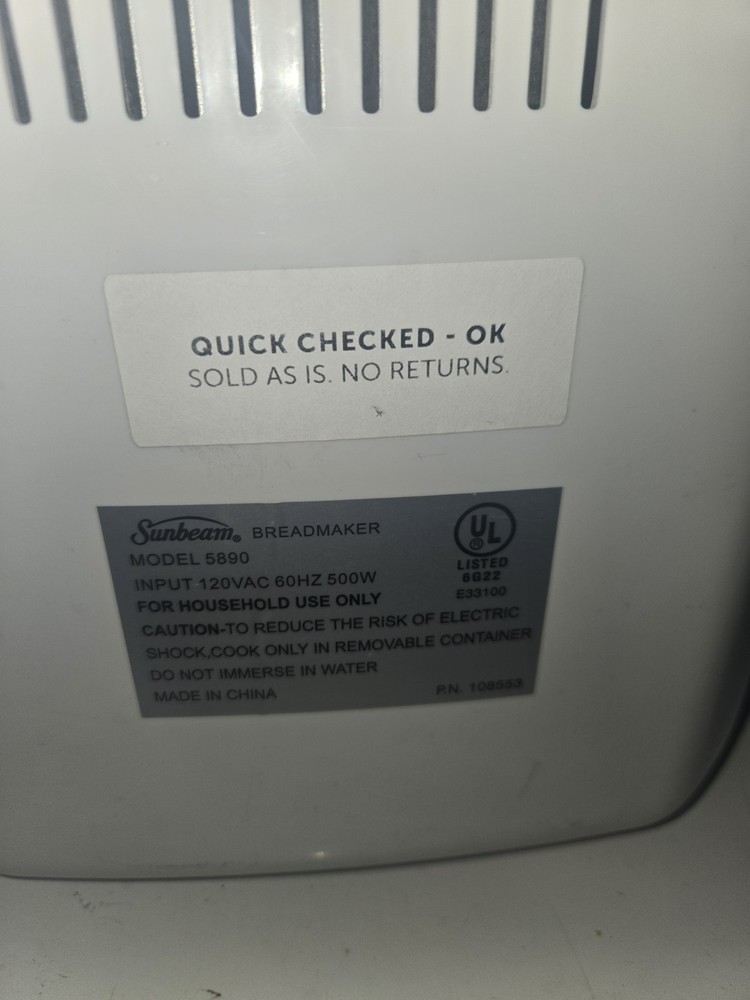 QUICK CHECKED - OK
SOLD AS IS. NO RETURNS.
Sunbeam® BREADMAKER
MODEL 5890
INPUT 120VAC 60HZ 500W
FOR HOUSEHOLD USE ONLY
UL ®
LISTED
6G22
E33100
CAUTION-TO REDUCE THE RISK OF ELECTRIC
SHOCK,COOK ONLY IN REMOVABLE CONTAINER
DO NOT IMMERSE IN WATER
MADE IN CHINA
P.N. 108553